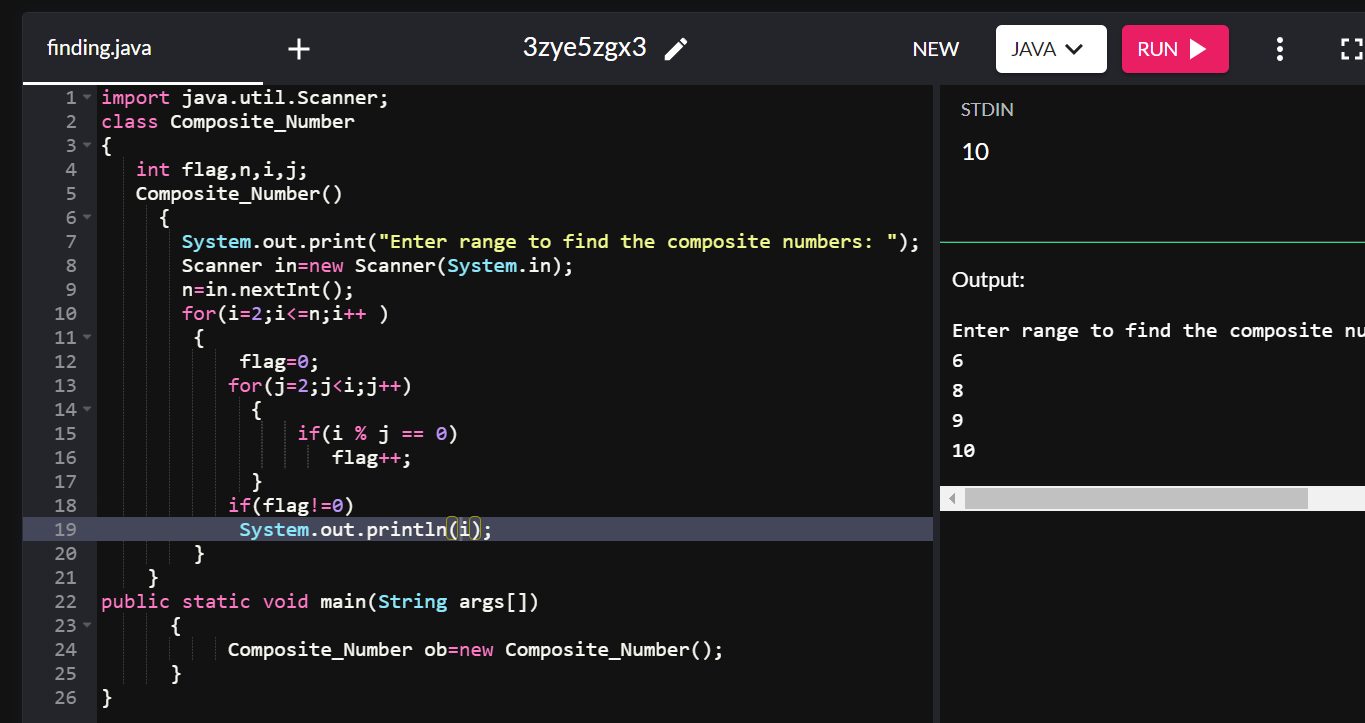 finding.java + 3zye5zgx3 NEW JAVA RUN
1 import java.util.Scanner;
2 class Composite_Number
3 {
4 int flag,n,i,j;
5 Composite_Number()
6 {
7 System.out.print("Enter range to find the composite numbers: ");
8 Scanner in=new Scanner(System.in);
9 n=in.nextInt();
10 for(i=2;i<=n;i++ )
11 {
12 flag=0;
13 for(j=2;j<i;j++)
14 {
15 if(i % j == 0)
16 flag++;
17 }
18 if(flag!=0)
19 System.out.println(i);
20 }
21 }
22 public static void main(String args[])
23 {
24 Composite_Number ob=new Composite_Number();
25 }
26 }
STDIN
10
Output:
Enter range to find the composite nu
6
8
9
10